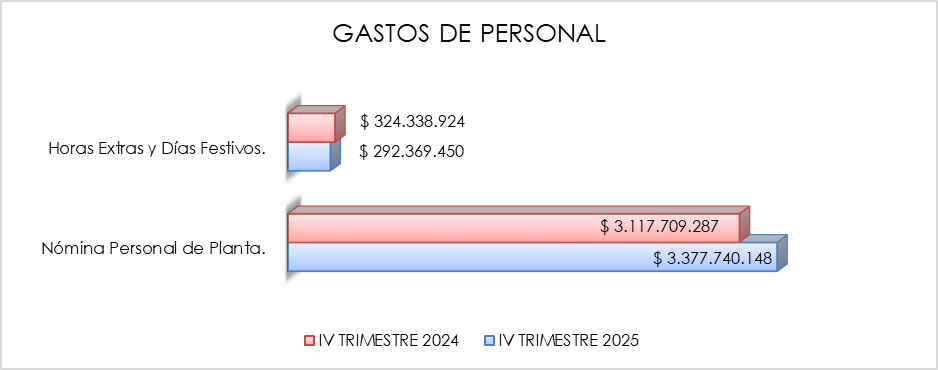 GASTOS DE PERSONAL
$ 324.338.924
Horas Extras y Días Festivos.
$ 292.369.450
$ 3.117.709.287
Nómina Personal de Planta.
$ 3.377.740.148
IV TRIMESTRE 2024 IV TRIMESTRE 2025